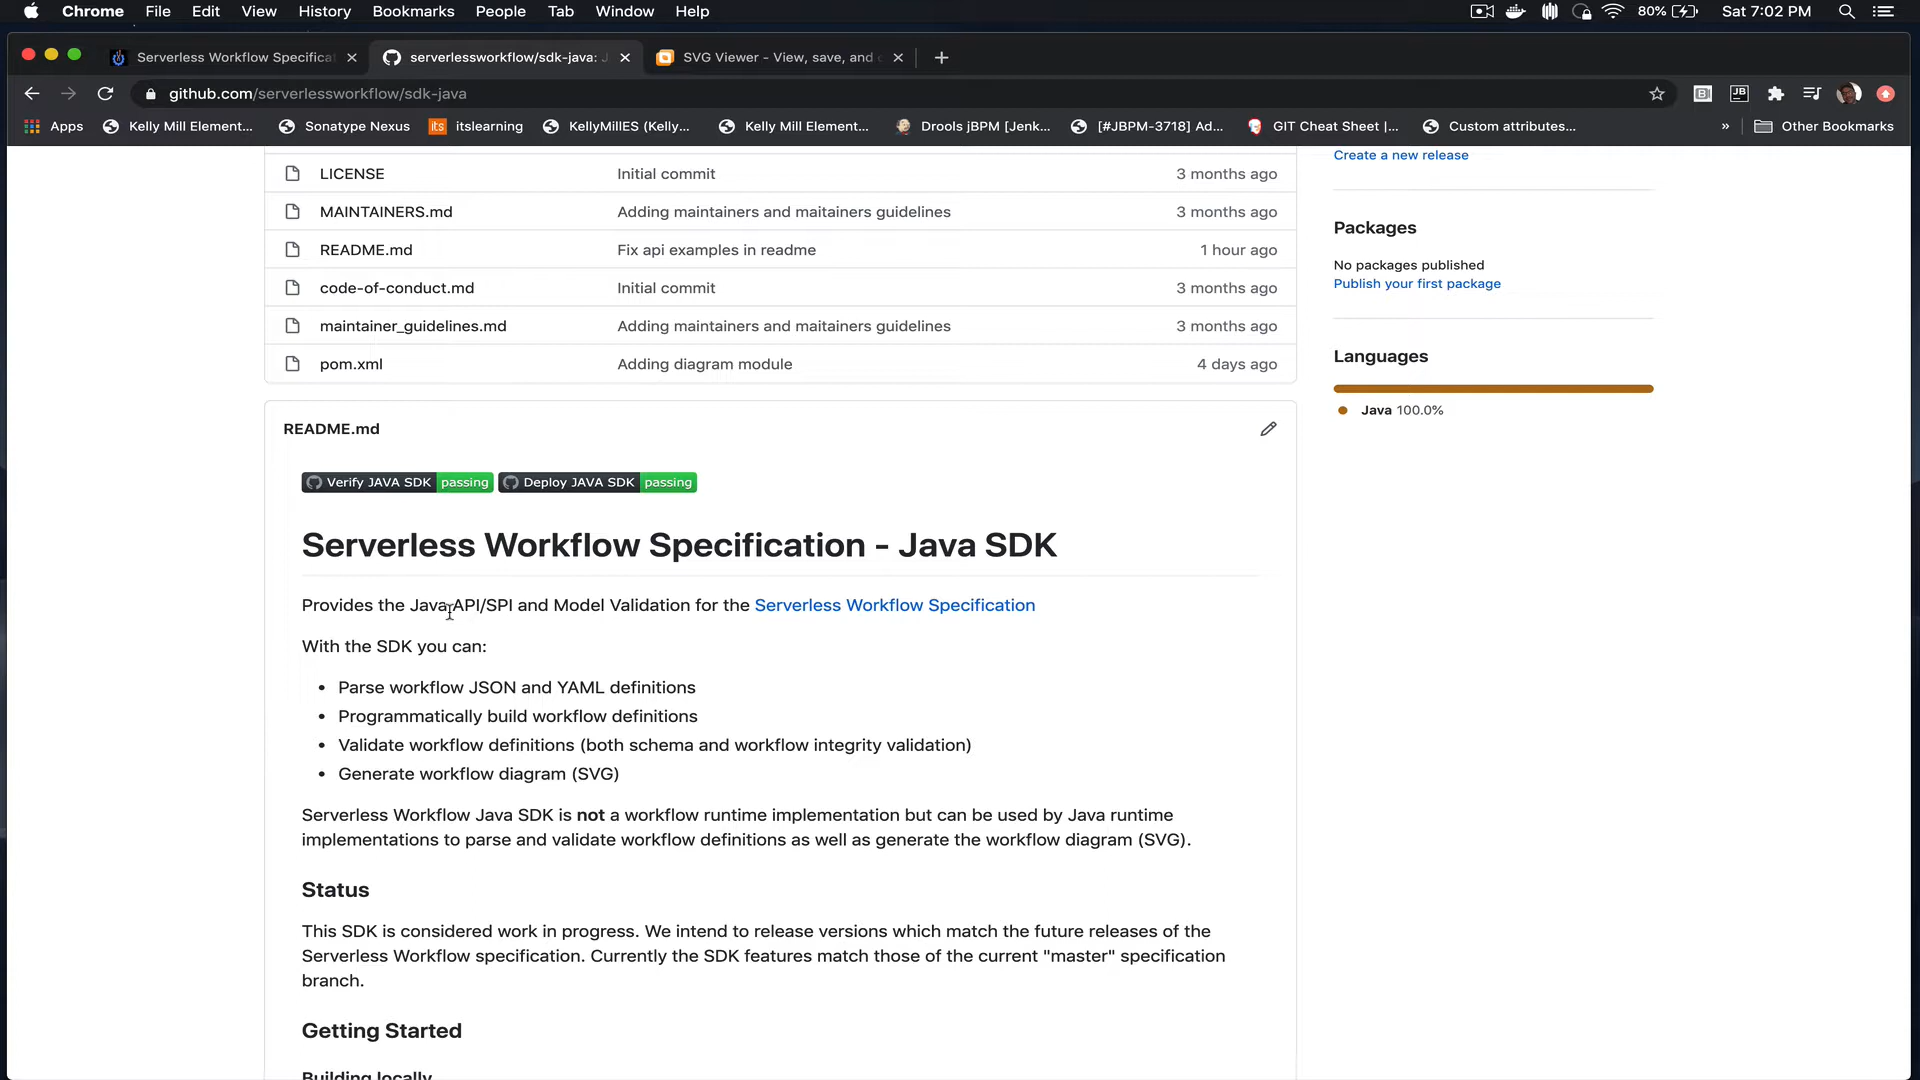 Chrome File Edit View History Bookmarks People Tab Window Help 80% Sat 7:02 PM
Serverless Workflow Specifica serverlessworkflow/sdk-java: J SVG Viewer - View, save, and
github.com/serverlessworkflow/sdk-java
Apps Kelly Mill Element... Sonatype Nexus its itslearning KellyMillES (Kelly... Kelly Mill Element... Drools jBPM [Jenk... [#JBPM-3718] Ad... GIT Cheat Sheet |... Custom attributes... » Other Bookmarks
Create a new release
LICENSE Initial commit 3 months ago
MAINTAINERS.md Adding maintainers and maitainers guidelines 3 months ago
README.md Fix api examples in readme 1 hour ago
code-of-conduct.md Initial commit 3 months ago
maintainer_guidelines.md Adding maintainers and maitainers guidelines 3 months ago
pom.xml Adding diagram module 4 days ago
Packages
No packages published
Publish your first package
Languages
Java 100.0%
README.md
Verify JAVA SDK passing Deploy JAVA SDK passing
Serverless Workflow Specification - Java SDK
Provides the Java API/SPI and Model Validation for the Serverless Workflow Specification
With the SDK you can:
• Parse workflow JSON and YAML definitions
• Programmatically build workflow definitions
• Validate workflow definitions (both schema and workflow integrity validation)
• Generate workflow diagram (SVG)
Serverless Workflow Java SDK is not a workflow runtime implementation but can be used by Java runtime
implementations to parse and validate workflow definitions as well as generate the workflow diagram (SVG).
Status
This SDK is considered work in progress. We intend to release versions which match the future releases of the
Serverless Workflow specification. Currently the SDK features match those of the current "master" specification
branch.
Getting Started
Building locally